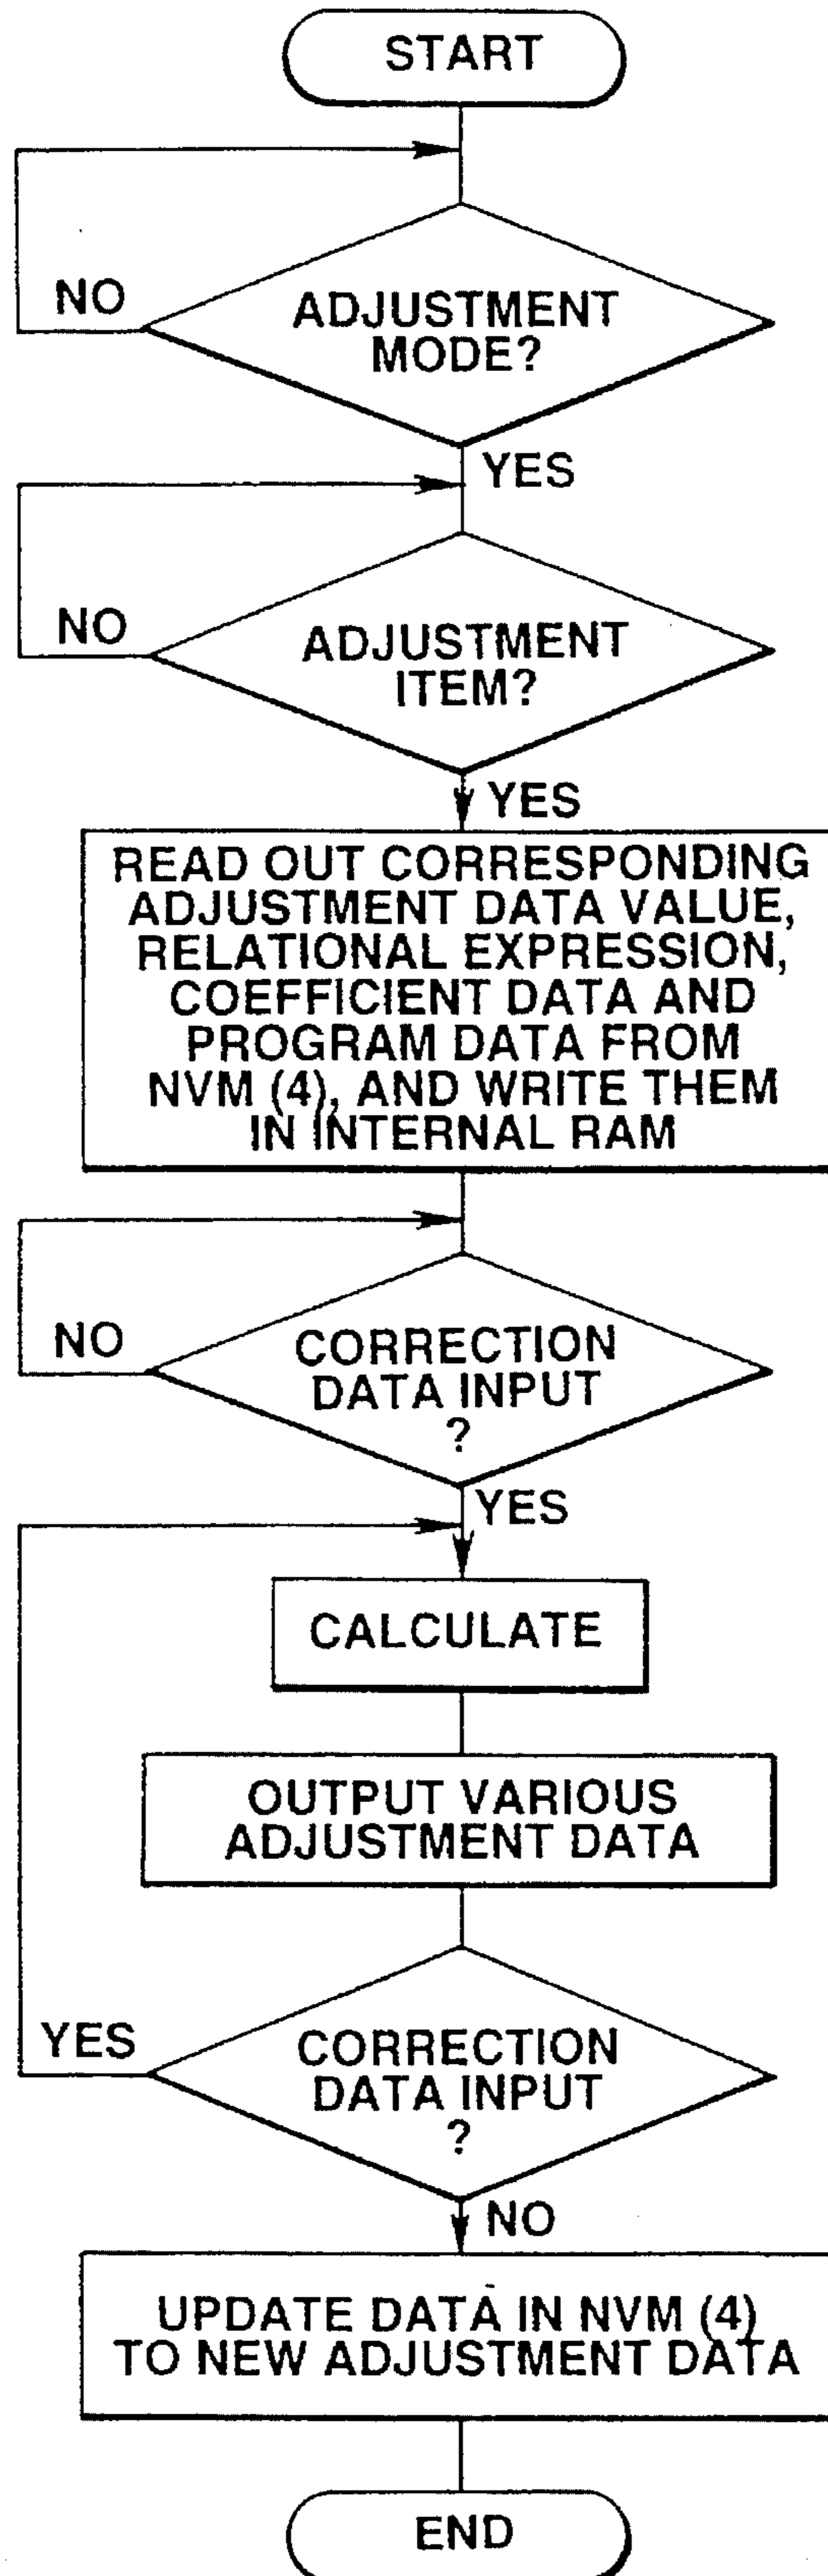 START
NO
ADJUSTMENT
MODE?
YES
NO
ADJUSTMENT
ITEM?
YES
READ OUT CORRESPONDING
ADJUSTMENT DATA VALUE,
RELATIONAL EXPRESSION,
COEFFICIENT DATA AND
PROGRAM DATA FROM
NVM (4), AND WRITE THEM
IN INTERNAL RAM
NO
CORRECTION
DATA INPUT
?
YES
CALCULATE
OUTPUT VARIOUS
ADJUSTMENT DATA
YES
CORRECTION
DATA INPUT
?
NO
UPDATE DATA IN NVM (4)
TO NEW ADJUSTMENT DATA
END